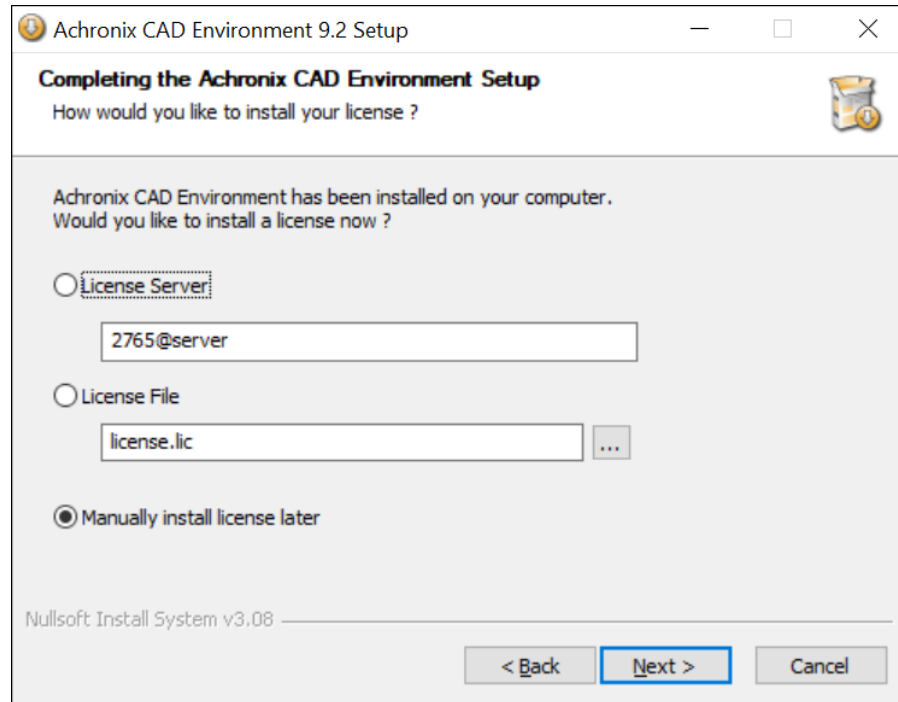 Achronix CAD Environment 9.2 Setup
Completing the Achronix CAD Environment Setup
How would you like to install your license ?
Achronix CAD Environment has been installed on your computer.
Would you like to install a license now ?
License Server
2765@server
License File
license.lic
...
Manually install license later
Nullsoft Install System v3.08
< Back
Next >
Cancel